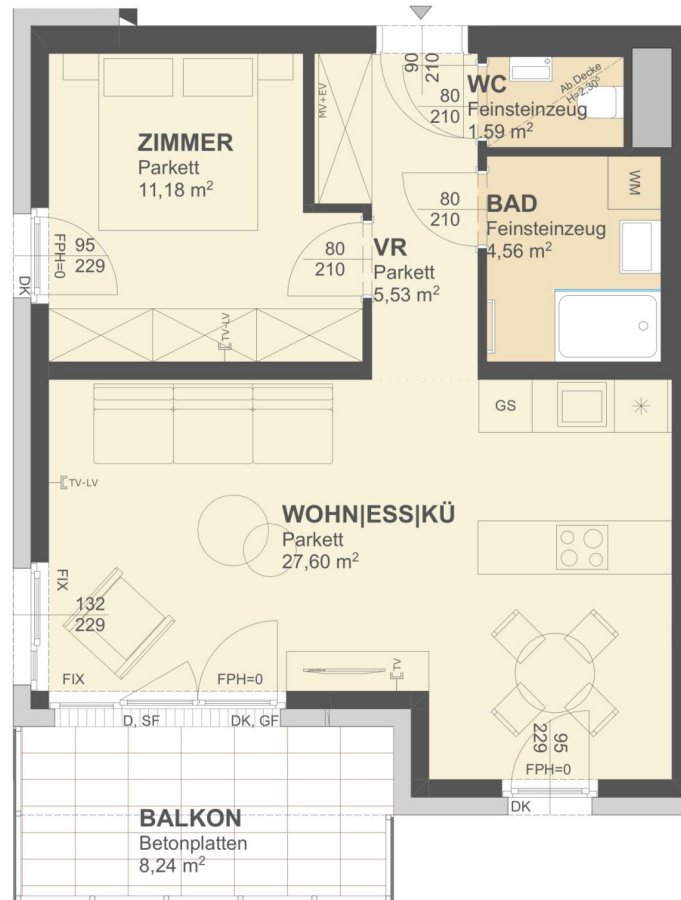 90
210
WC
Feinsteinzeug
1,59 m²
Ab Decke
H=2,30⁵
80
210
MV+EV
ZIMMER
Parkett
11,18 m²
WM
80
210
BAD
Feinsteinzeug
4,56 m²
95
229
FPH=0
DK
80
210
VR
Parkett
5,53 m²
TV-LV
GS
TV-LV
WOHN|ESS|KÜ
Parkett
27,60 m²
FIX
132
229
FIX
FPH=0
TV
D, SF
DK, GF
95
229
FPH=0
DK
BALKON
Betonplatten
8,24 m²